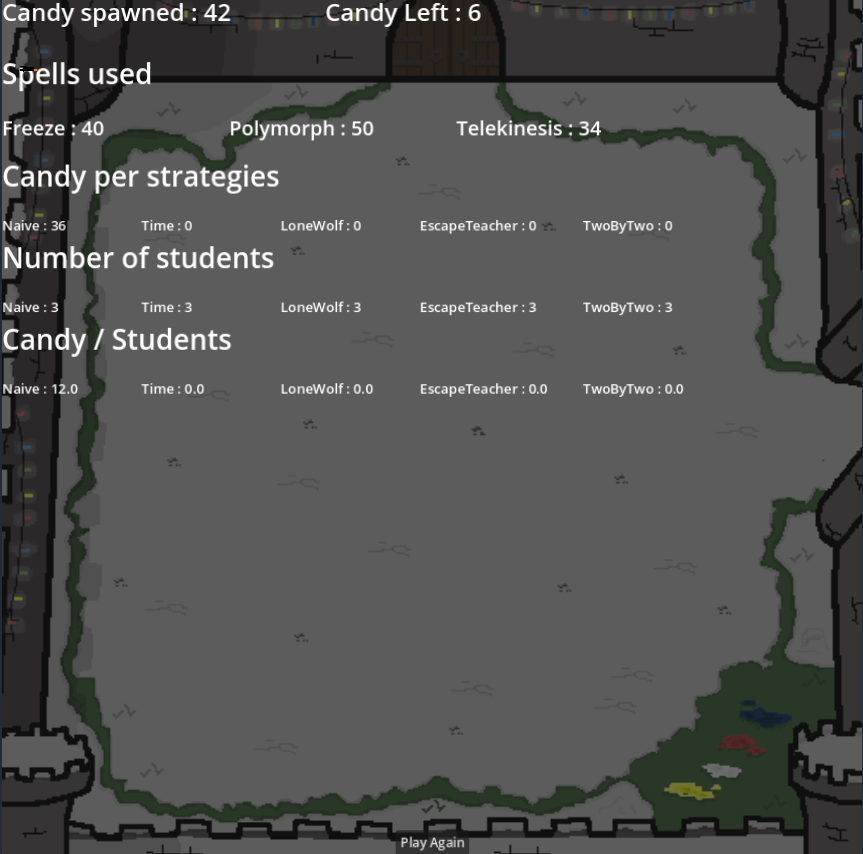 Candy spawned : 42 Candy Left : 6
Spells used
Freeze : 40 Polymorph : 50 Telekinesis : 34
Candy per strategies
Naive : 36 Time : 0 LoneWolf : 0 EscapeTeacher : 0 TwoByTwo : 0
Number of students
Naive : 3 Time : 3 LoneWolf : 3 EscapeTeacher : 3 TwoByTwo : 3
Candy / Students
Naive : 12.0 Time : 0.0 LoneWolf : 0.0 EscapeTeacher : 0.0 TwoByTwo : 0.0
Play Again